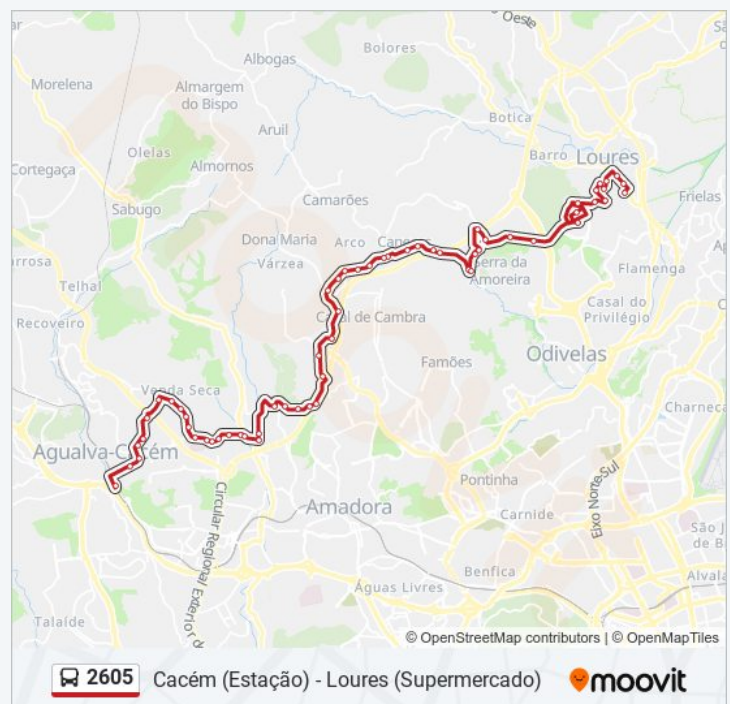 Oeste
Bolores
Albogas
Morelena
Almargem
do Bispo
Botica
Aruil
Olelas
Barro
Loures
Cortegaça
Almornos
Camarões
Frielas
Sabugo
Dona Maria
Arco
Várzea
Serra da
Amoreira
Flamenga
Telhal
Casal do
Privilégio
Recoveiro
de Cambra
Odivelas
Famões
Venda Seca
Charneca
Agualva-Cacém
Pontinha
Eixo Norte-Sul
Circular Regional Exterior d
Amadora
Carnide
São J
de B
Benfica
Alvala
Águas Livres
Talaíde
© OpenStreetMap contributors | © OpenMapTiles
2605 Cacém (Estação) - Loures (Supermercado) moovit